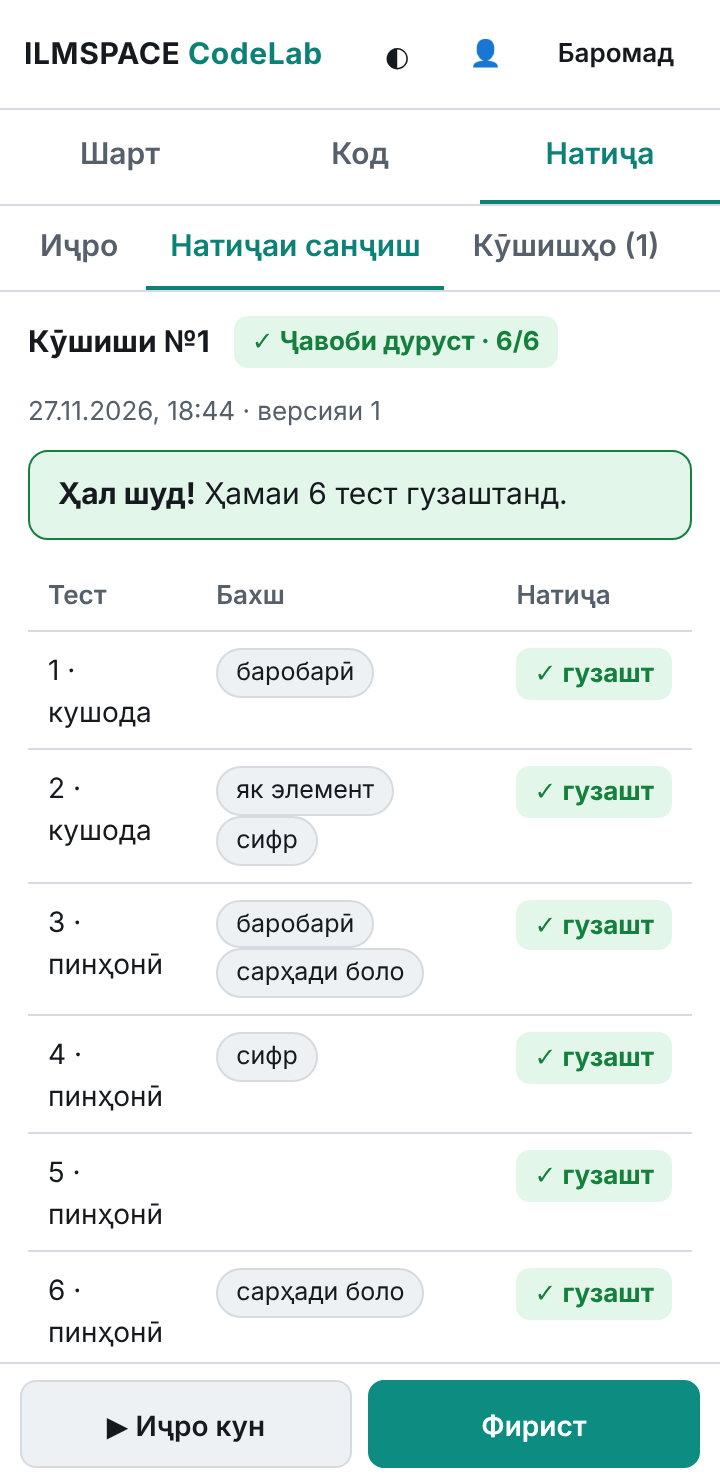 ILMSPACE CodeLab Баромад
Шарт Код Натиҷа
Иҷро Натиҷаи санҷиш Кӯшишҳо (1)
Кӯшиши №1 ✓ Ҷавоби дуруст · 6/6
27.11.2026, 18:44 · версияи 1
Ҳал шуд! Ҳамаи 6 тест гузаштанд.
Тест Бахш Натиҷа
1 · кушода баробарӣ ✓ гузашт
2 · кушода як элемент сифр ✓ гузашт
3 · пинҳонӣ баробарӣ сарҳади боло ✓ гузашт
4 · пинҳонӣ сифр ✓ гузашт
5 · пинҳонӣ ✓ гузашт
6 · пинҳонӣ сарҳади боло ✓ гузашт
▶ Иҷро кун Фирист